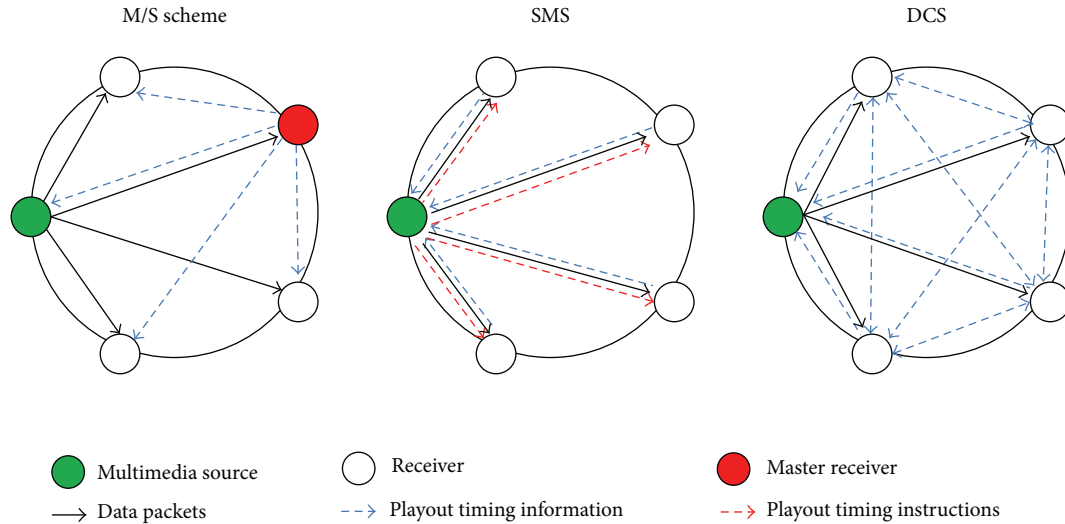 M/S scheme
SMS
DCS
Multimedia source
Receiver
Master receiver
Data packets
Playout timing information
Playout timing instructions